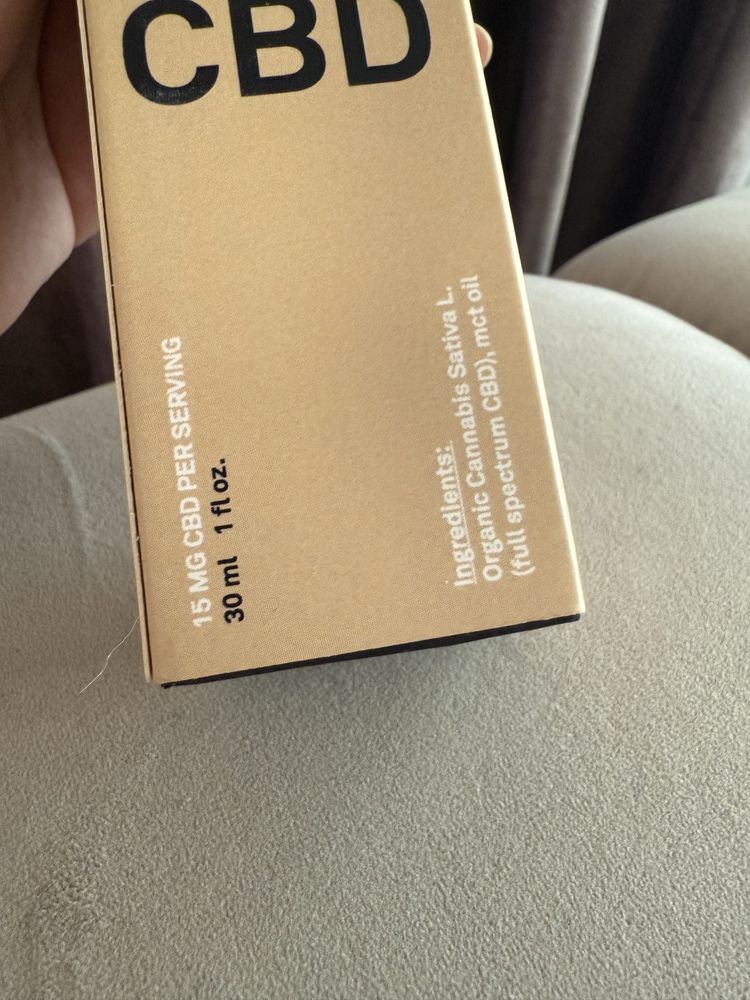 CBD
15 MG CBD PER SERVING
30 ml 1 fl oz.
Ingredients:
Organic Cannabis Sativa L.
(full spectrum CBD), mct oil